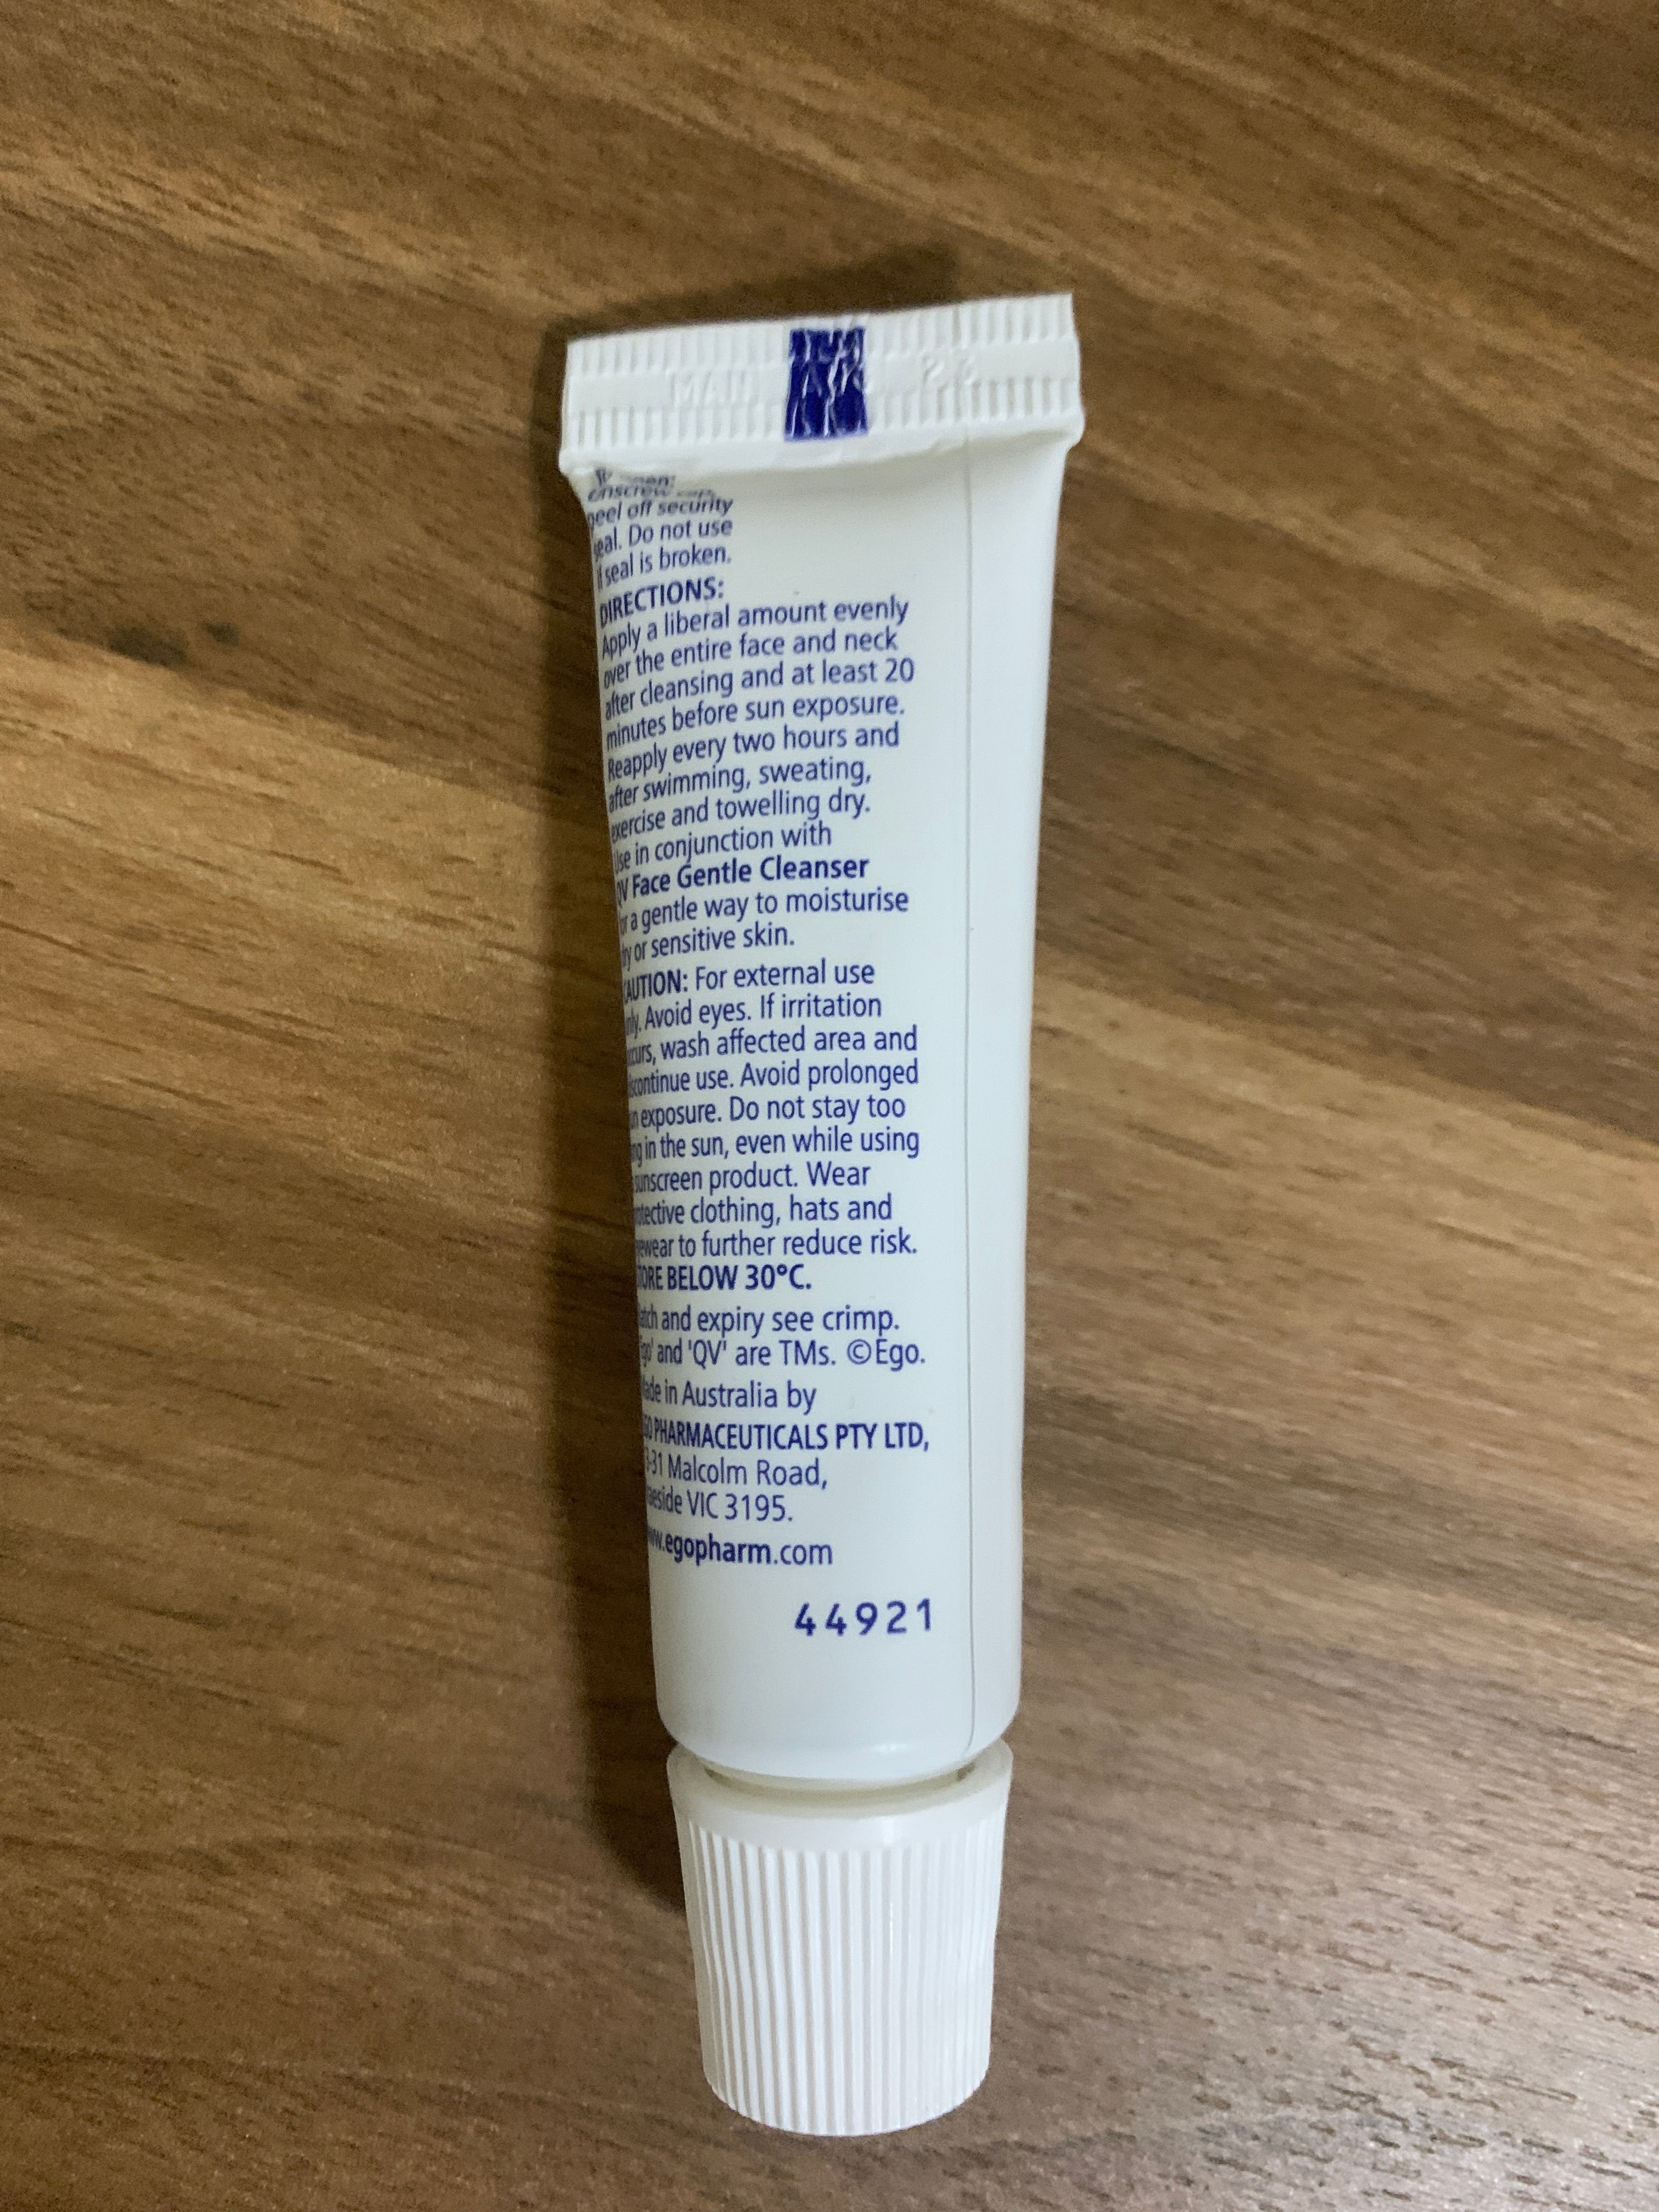 peel off security
seal. Do not use
if seal is broken.
DIRECTIONS:
Apply a liberal amount evenly
over the entire face and neck
after cleansing and at least 20
minutes before sun exposure.
Reapply every two hours and
after swimming, sweating,
exercise and towelling dry.
Use in conjunction with
QV Face Gentle Cleanser
for a gentle way to moisturise
dry or sensitive skin.
CAUTION: For external use
only. Avoid eyes. If irritation
occurs, wash affected area and
discontinue use. Avoid prolonged
sun exposure. Do not stay too
long in the sun, even while using
sunscreen product. Wear
protective clothing, hats and
eyewear to further reduce risk.
STORE BELOW 30°C.
Batch and expiry see crimp.
'Ego' and 'QV' are TMs. ©Ego.
Made in Australia by
EGO PHARMACEUTICALS PTY LTD,
Malcolm Road,
VIC 3195.
www.egopharm.com
44921